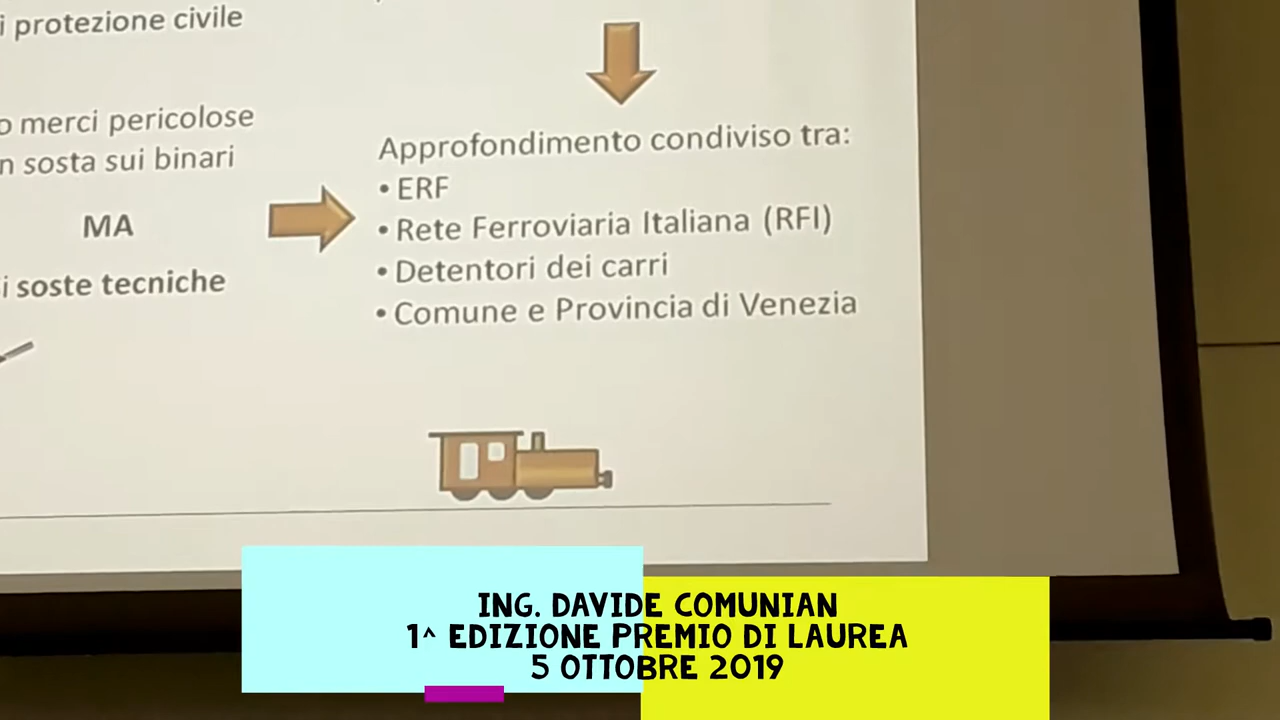 i protezione civile
o merci pericolose
n sosta sui binari
MA
i soste tecniche
Approfondimento condiviso tra:
• ERF
• Rete Ferroviaria Italiana (RFI)
• Detentori dei carri
• Comune e Provincia di Venezia
ING. DAVIDE COMUNIAN
1^ EDIZIONE PREMIO DI LAUREA
5 OTTOBRE 2019